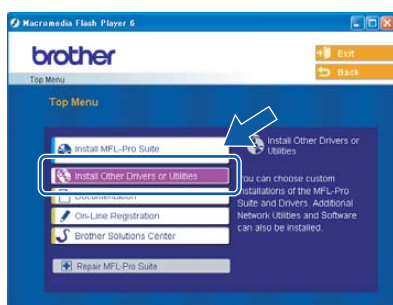 Macromedia Flash Player 6
brother
Exit
Back
Top Menu
Top Menu
Install MFL-Pro Suite
Install Other Drivers or Utilities
Documentation
On-Line Registration
Brother Solutions Center
Repair MFL-Pro Suite
Install Other Drivers or
Utilities
You can choose custom
installations of the MFL-Pro
Suite and Drivers. Additional
Network Utilities and Software
can also be installed.